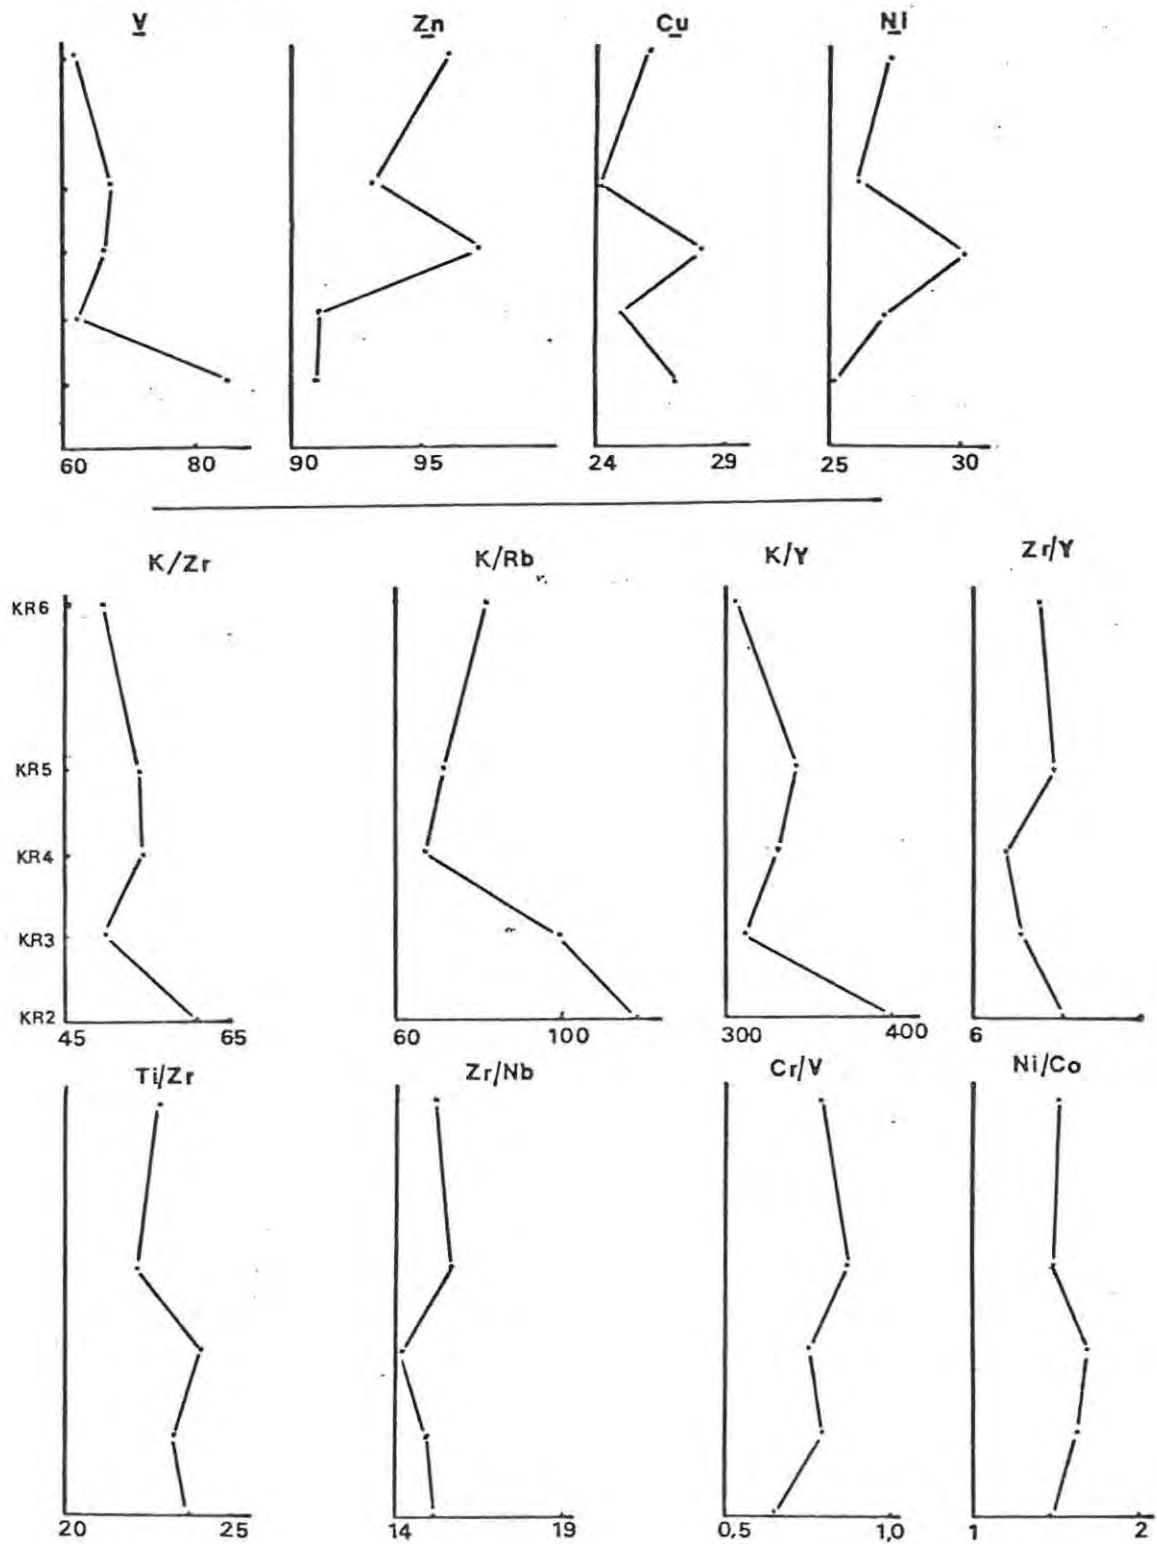 V Zn Cu Ni
60 80 90 95 24 29 25 30
K/Zr K/Rb K/Y Zr/Y
KR6
KR5
KR4
KR3
KR2
45 65 60 100 300 400 6
Ti/Zr Zr/Nb Cr/V Ni/Co
20 25 14 19 0,5 1,0 1 2